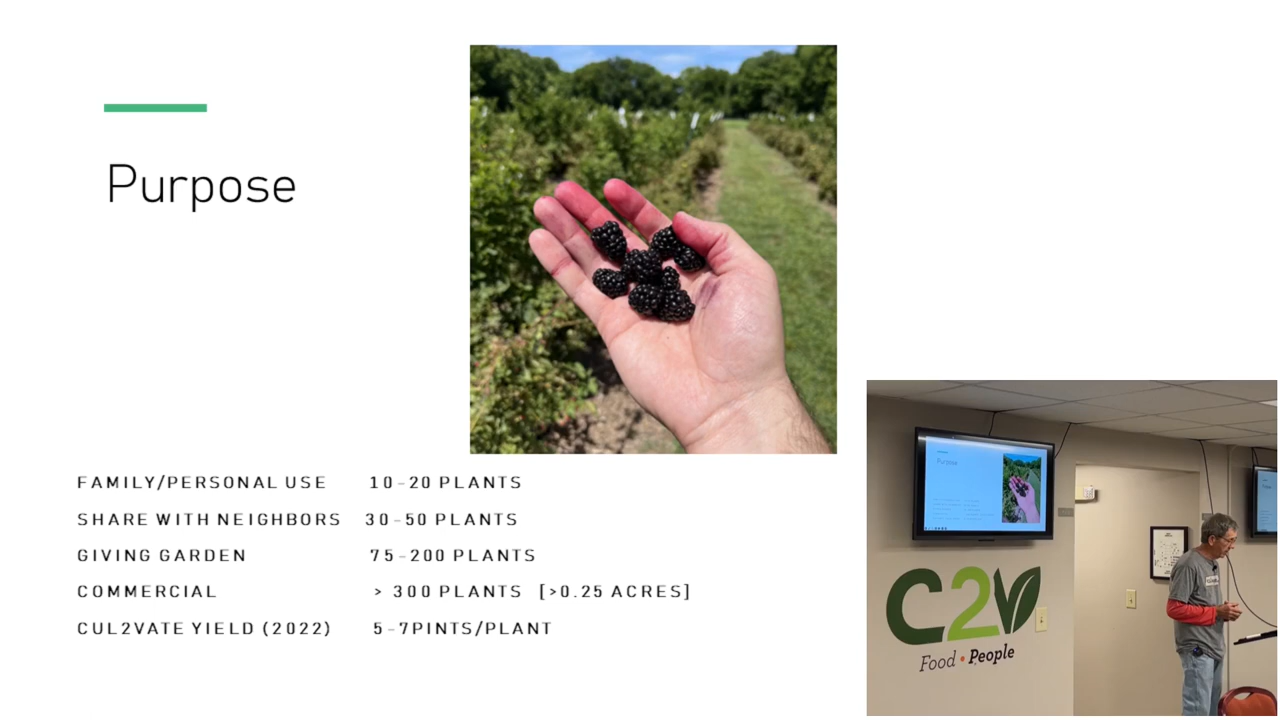 Purpose
FAMILY/PERSONAL USE 10-20 PLANTS
SHARE WITH NEIGHBORS 30-50 PLANTS
GIVING GARDEN 75-200 PLANTS
COMMERCIAL > 300 PLANTS [>0.25 ACRES]
CUL2VATE YIELD (2022) 5-7PINTS/PLANT
Purpose
C2V
Food • People